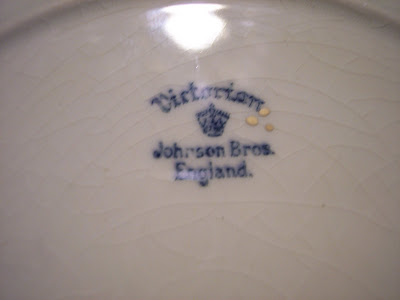 Victorian
Johnson Bros.
England.